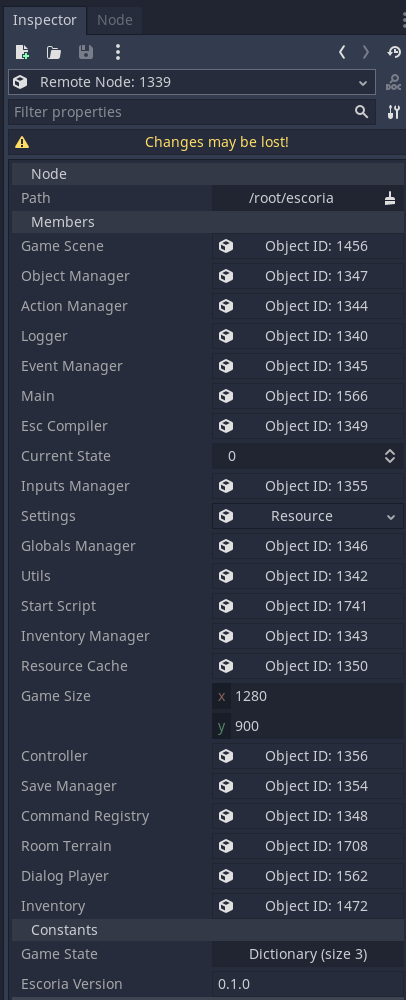 Inspector Node
Remote Node: 1339
DOC
Filter properties
Changes may be lost!
Node
Path /root/escoria
Members
Game Scene Object ID: 1456
Object Manager Object ID: 1347
Action Manager Object ID: 1344
Logger Object ID: 1340
Event Manager Object ID: 1345
Main Object ID: 1566
Esc Compiler Object ID: 1349
Current State 0
Inputs Manager Object ID: 1355
Settings Resource
Globals Manager Object ID: 1346
Utils Object ID: 1342
Start Script Object ID: 1741
Inventory Manager Object ID: 1343
Resource Cache Object ID: 1350
Game Size x 1280
y 900
Controller Object ID: 1356
Save Manager Object ID: 1354
Command Registry Object ID: 1348
Room Terrain Object ID: 1708
Dialog Player Object ID: 1562
Inventory Object ID: 1472
Constants
Game State Dictionary (size 3)
Escoria Version 0.1.0